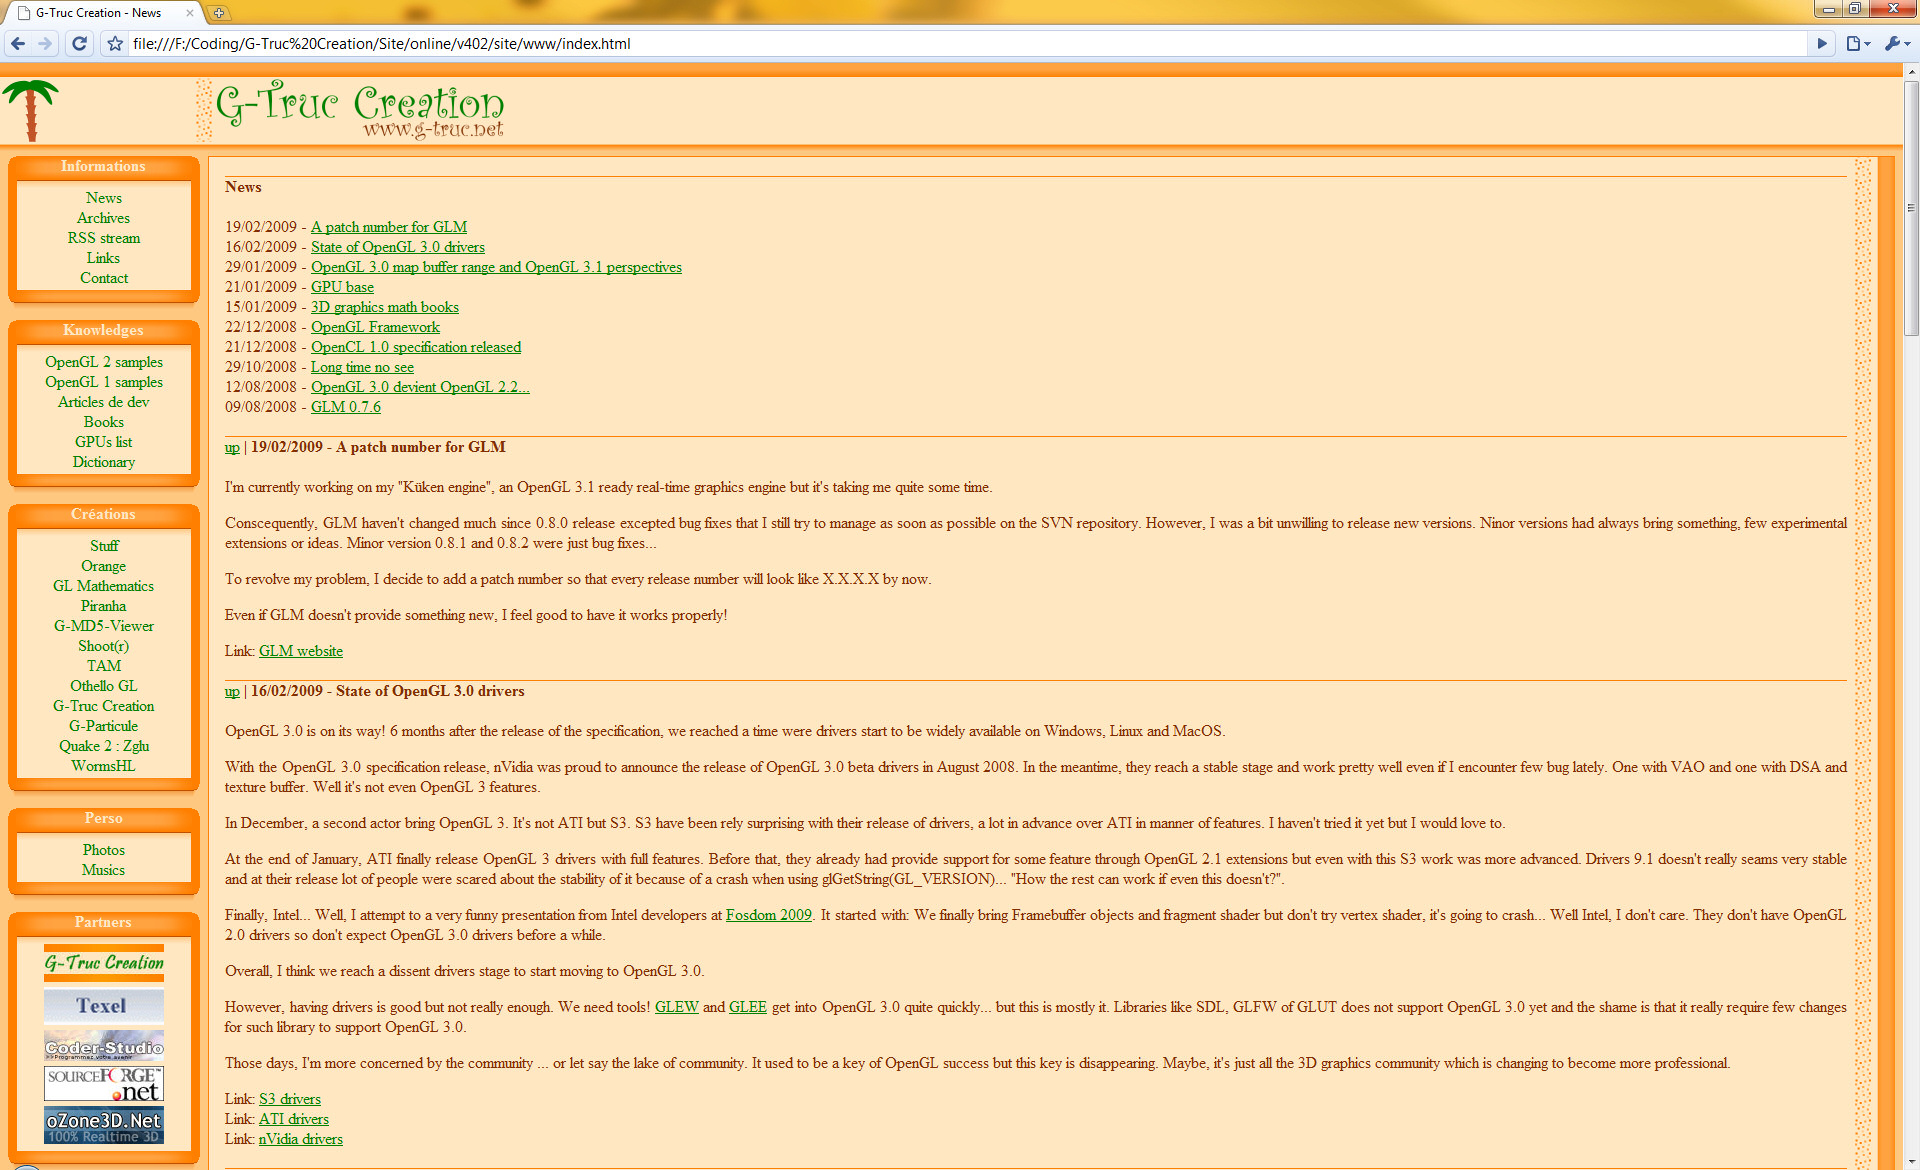 G-Truc Creation - News
file:///F:/Coding/G-Truc%20Creation/Site/online/v402/site/www/index.html
G-Truc Creation
www.g-truc.net
Informations
News
Archives
RSS stream
Links
Contact
Knowledges
OpenGL 2 samples
OpenGL 1 samples
Articles de dev
Books
GPUs list
Dictionary
Créations
Stuff
Orange
GL Mathematics
Piranha
G-MD5-Viewer
Shoot(r)
TAM
Othello GL
G-Truc Creation
G-Particule
Quake 2 : Zglu
WormsHL
Perso
Photos
Musics
Partners
G-Truc Creation
Texel
Coder-Studio
>>Programmez votre avenir
SOURCEFORGE™
.net
oZone3D.Net
100% Realtime 3D
News
19/02/2009 - A patch number for GLM
16/02/2009 - State of OpenGL 3.0 drivers
29/01/2009 - OpenGL 3.0 map buffer range and OpenGL 3.1 perspectives
21/01/2009 - GPU base
15/01/2009 - 3D graphics math books
22/12/2008 - OpenGL Framework
21/12/2008 - OpenCL 1.0 specification released
29/10/2008 - Long time no see
12/08/2008 - OpenGL 3.0 devient OpenGL 2.2...
09/08/2008 - GLM 0.7.6
up | 19/02/2009 - A patch number for GLM
I'm currently working on my "Küken engine", an OpenGL 3.1 ready real-time graphics engine but it's taking me quite some time.
Conscequently, GLM haven't changed much since 0.8.0 release excepted bug fixes that I still try to manage as soon as possible on the SVN repository. However, I was a bit unwilling to release new versions. Ninor versions had always bring something, few experimental
extensions or ideas. Minor version 0.8.1 and 0.8.2 were just bug fixes...
To revolve my problem, I decide to add a patch number so that every release number will look like X.X.X.X by now.
Even if GLM doesn't provide something new, I feel good to have it works properly!
Link: GLM website
up | 16/02/2009 - State of OpenGL 3.0 drivers
OpenGL 3.0 is on its way! 6 months after the release of the specification, we reached a time were drivers start to be widely available on Windows, Linux and MacOS.
With the OpenGL 3.0 specification release, nVidia was proud to announce the release of OpenGL 3.0 beta drivers in August 2008. In the meantime, they reach a stable stage and work pretty well even if I encounter few bug lately. One with VAO and one with DSA and
texture buffer. Well it's not even OpenGL 3 features.
In December, a second actor bring OpenGL 3. It's not ATI but S3. S3 have been rely surprising with their release of drivers, a lot in advance over ATI in manner of features. I haven't tried it yet but I would love to.
At the end of January, ATI finally release OpenGL 3 drivers with full features. Before that, they already had provide support for some feature through OpenGL 2.1 extensions but even with this S3 work was more advanced. Drivers 9.1 doesn't really seams very stable
and at their release lot of people were scared about the stability of it because of a crash when using glGetString(GL_VERSION)... "How the rest can work if even this doesn't?".
Finally, Intel... Well, I attempt to a very funny presentation from Intel developers at Fosdom 2009. It started with: We finally bring Framebuffer objects and fragment shader but don't try vertex shader, it's going to crash... Well Intel, I don't care. They don't have OpenGL
2.0 drivers so don't expect OpenGL 3.0 drivers before a while.
Overall, I think we reach a dissent drivers stage to start moving to OpenGL 3.0.
However, having drivers is good but not really enough. We need tools! GLEW and GLEE get into OpenGL 3.0 quite quickly... but this is mostly it. Libraries like SDL, GLFW of GLUT does not support OpenGL 3.0 yet and the shame is that it really require few changes
for such library to support OpenGL 3.0.
Those days, I'm more concerned by the community ... or let say the lake of community. It used to be a key of OpenGL success but this key is disappearing. Maybe, it's just all the 3D graphics community which is changing to become more professional.
Link: S3 drivers
Link: ATI drivers
Link: nVidia drivers